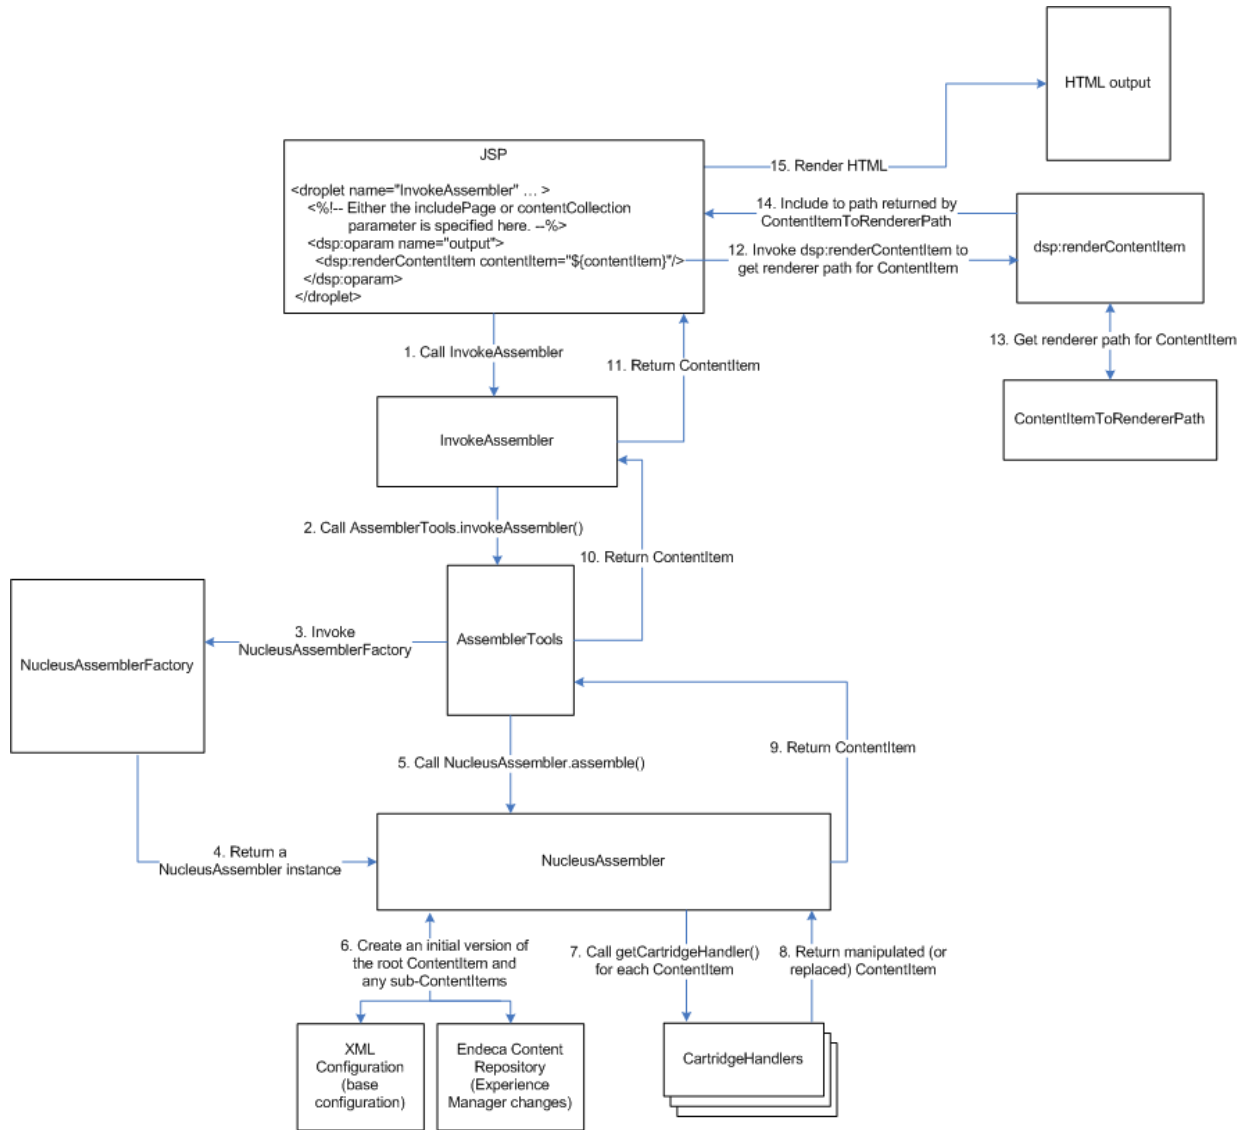 HTML output
JSP
<droplet name="InvokeAssembler" ... >
<%!-- Either the includePage or contentCollection
parameter is specified here. --%>
<dsp:oparam name="output">
<dsp:renderContentItem contentItem="${contentItem}"/>
</dsp:oparam>
</droplet>
15. Render HTML
14. Include to path returned by
ContentItemToRendererPath
12. Invoke dsp:renderContentItem to
get renderer path for ContentItem
dsp:renderContentItem
13. Get renderer path for ContentItem
ContentItemToRendererPath
1. Call InvokeAssembler
11. Return ContentItem
InvokeAssembler
2. Call AssemblerTools.invokeAssembler()
10. Return ContentItem
AssemblerTools
3. Invoke
NucleusAssemblerFactory
NucleusAssemblerFactory
9. Return ContentItem
5. Call NucleusAssembler.assemble()
4. Return a
NucleusAssembler instance
NucleusAssembler
6. Create an initial version of
the root ContentItem and
any sub-ContentItems
7. Call getCartridgeHandler()
for each ContentItem
8. Return manipulated (or
replaced) ContentItem
XML
Configuration
(base
configuration)
Endeca Content
Repository
(Experience
Manager changes)
CartridgeHandlers